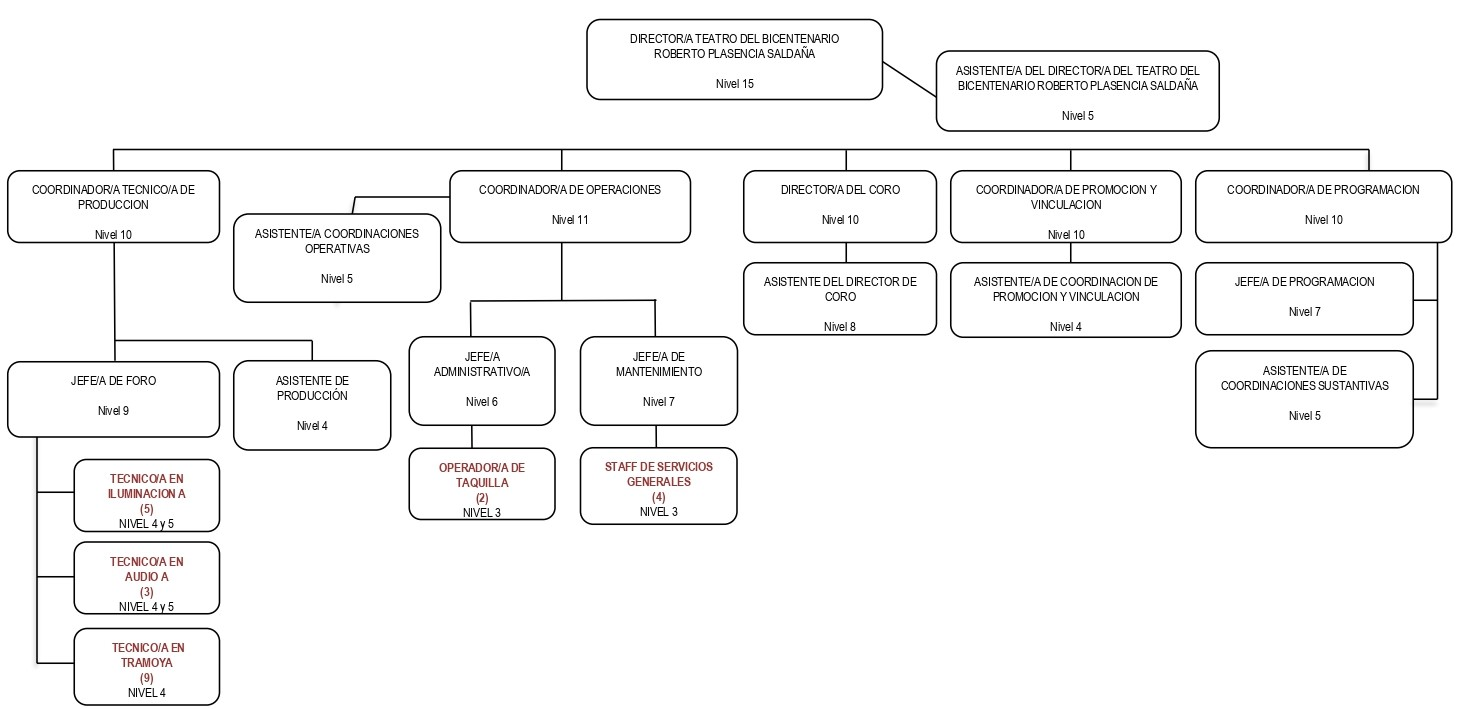 DIRECTOR/A TEATRO DEL BICENTENARIO
ROBERTO PLASENCIA SALDAÑA
Nivel 15
ASISTENTE/A DEL DIRECTOR/A DEL TEATRO DEL
BICENTENARIO ROBERTO PLASENCIA SALDAÑA
Nivel 5
COORDINADOR/A TECNICO/A DE
PRODUCCION
Nivel 10
ASISTENTE/A COORDINACIONES
OPERATIVAS
Nivel 5
COORDINADOR/A DE OPERACIONES
Nivel 11
DIRECTOR/A DEL CORO
Nivel 10
COORDINADOR/A DE PROMOCION Y
VINCULACION
Nivel 10
COORDINADOR/A DE PROGRAMACION
Nivel 10
ASISTENTE DEL DIRECTOR DE
CORO
Nivel 8
ASISTENTE/A DE COORDINACION DE
PROMOCION Y VINCULACION
Nivel 4
JEFE/A DE PROGRAMACION
Nivel 7
ASISTENTE/A DE
COORDINACIONES SUSTANTIVAS
Nivel 5
JEFE/A DE FORO
Nivel 9
ASISTENTE DE
PRODUCCIÓN
Nivel 4
JEFE/A
ADMINISTRATIVO/A
Nivel 6
JEFE/A DE
MANTENIMIENTO
Nivel 7
OPERADOR/A DE
TAQUILLA
(2)
NIVEL 3
STAFF DE SERVICIOS
GENERALES
(4)
NIVEL 3
TECNICO/A EN
ILUMINACION A
(5)
NIVEL 4 y 5
TECNICO/A EN
AUDIO A
(3)
NIVEL 4 y 5
TECNICO/A EN
TRAMOYA
(9)
NIVEL 4